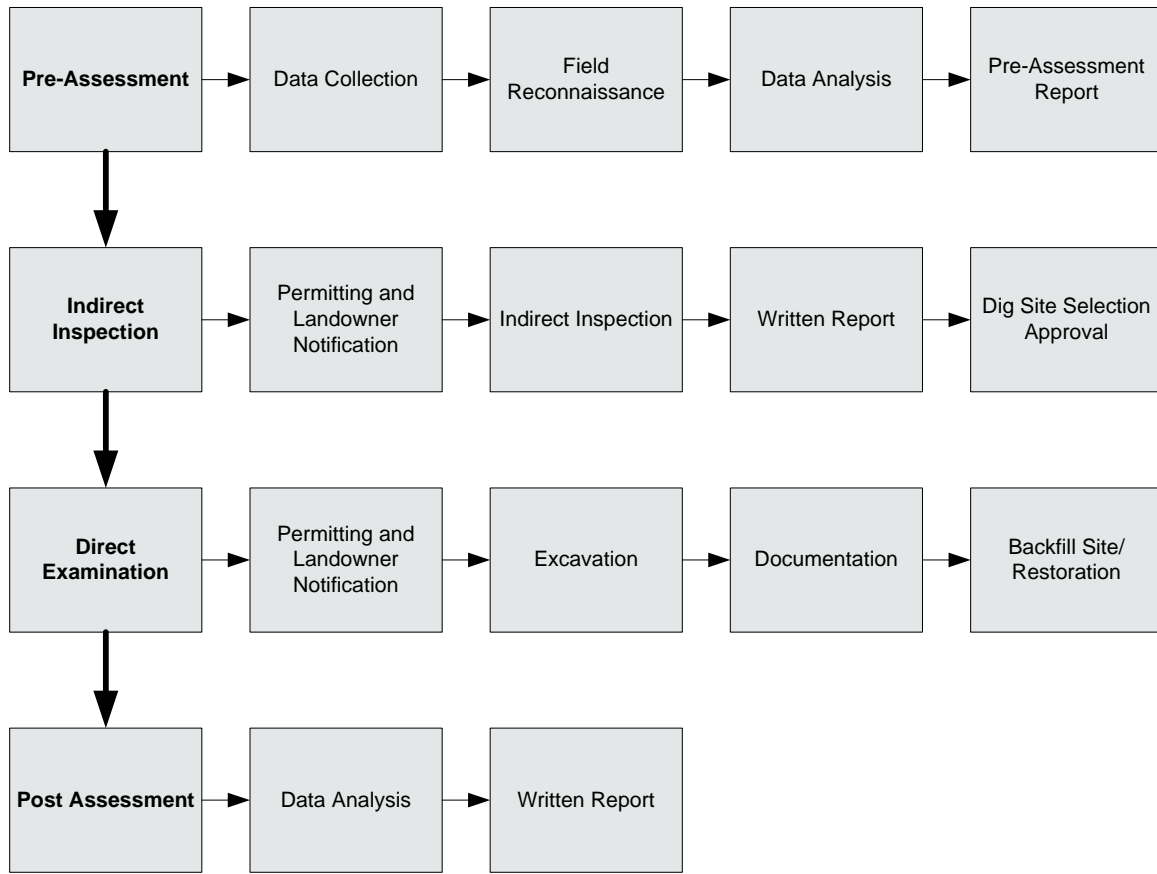 Pre-Assessment
Data Collection
Field
Reconnaissance
Data Analysis
Pre-Assessment
Report
Indirect
Inspection
Permitting and
Landowner
Notification
Indirect Inspection
Written Report
Dig Site Selection
Approval
Direct
Examination
Permitting and
Landowner
Notification
Excavation
Documentation
Backfill Site/
Restoration
Post Assessment
Data Analysis
Written Report